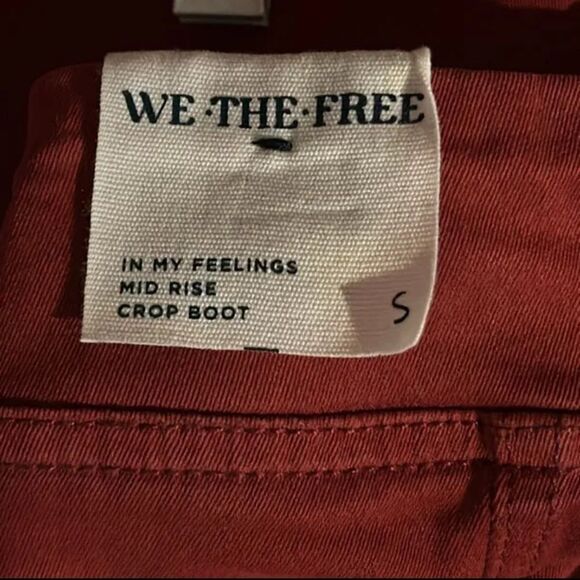 WE·THE·FREE
IN MY FEELINGS
MID RISE
CROP BOOT
S